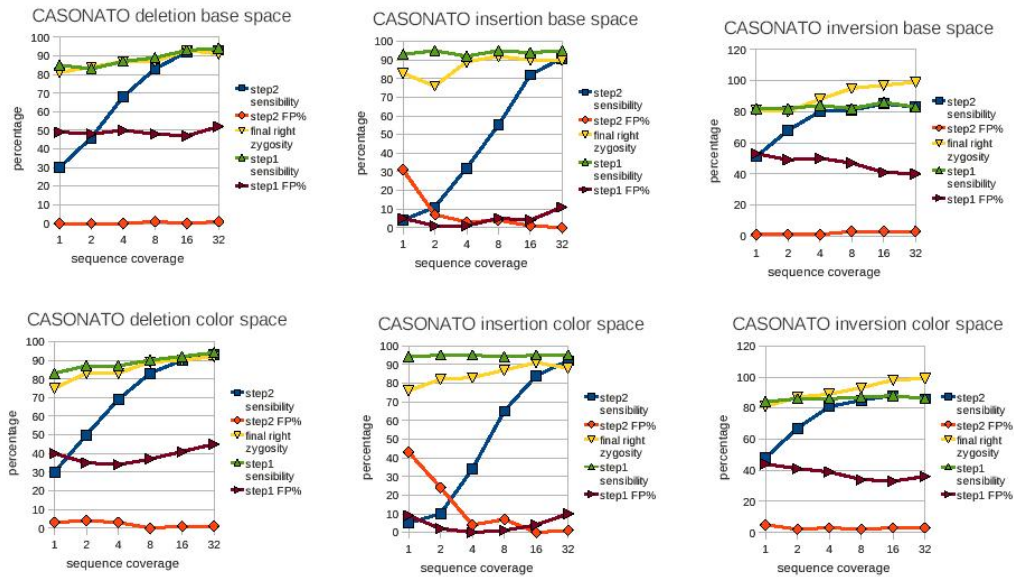 CASONATO deletion base space
100
90
80
70
60
50
40
30
20
10
0
percentage
1 2 4 8 16 32
sequence coverage
step2
sensibility
step2 FP%
final right
zygosity
step1
sensibility
step1 FP%
CASONATO insertion base space
100
90
80
70
60
50
40
30
20
10
0
percentage
1 2 4 8 16 32
sequence coverage
step2
sensibility
step2 FP%
final right
zygosity
step1
sensibility
step1 FP%
CASONATO inversion base space
120
100
80
60
40
20
0
percentage
1 2 4 8 16 32
sequence coverage
step2
sensibility
step2 FP%
final right
zygosity
step1
sensibility
step1 FP%
CASONATO deletion color space
100
90
80
70
60
50
40
30
20
10
0
percentage
1 2 4 8 16 32
sequence coverage
step2
sensibility
step2 FP%
final right
zygosity
step1
sensibility
step1 FP%
CASONATO insertion color space
100
90
80
70
60
50
40
30
20
10
0
percentage
1 2 4 8 16 32
sequence coverage
step2
sensibility
step2 FP%
final right
zygosity
step1
sensibility
step1 FP%
CASONATO inversion color space
120
100
80
60
40
20
0
percentage
1 2 4 8 16 32
sequence coverage
step2
sensibility
step2 FP%
final right
zygosity
step1
sensibility
step1 FP%